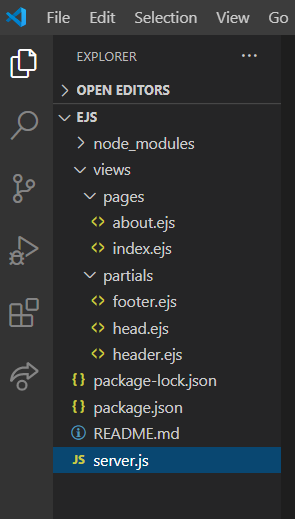 File Edit Selection View Go
EXPLORER ...
OPEN EDITORS
EJS
node_modules
views
pages
<> about.ejs
<> index.ejs
partials
<> footer.ejs
<> head.ejs
<> header.ejs
{} package-lock.json
{} package.json
README.md
JS server.js